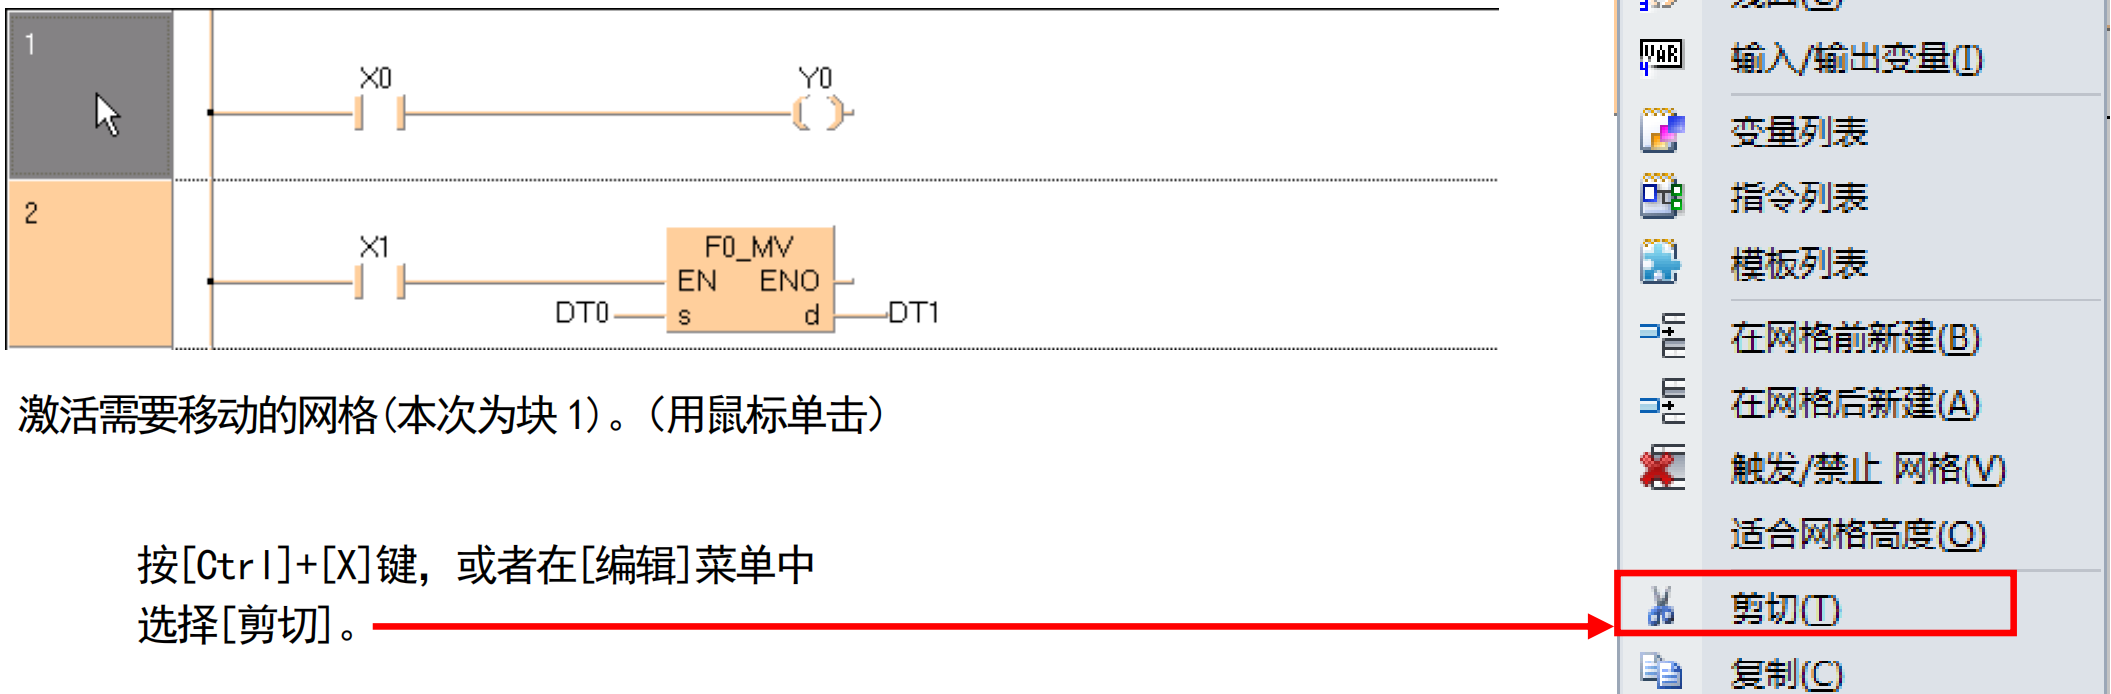 1
X0
Y0
2
X1
F0_MV
EN ENO
DT0 s d DT1
激活需要移动的网格(本次为块1)。(用鼠标单击)
按[Ctrl]+[X]键，或者在[编辑]菜单中
选择[剪切]。
VAR 输入/输出变量(I)
变量列表
指令列表
模板列表
在网格前新建(B)
在网格后新建(A)
触发/禁止 网格(V)
适合网格高度(O)
剪切(T)
复制(C)